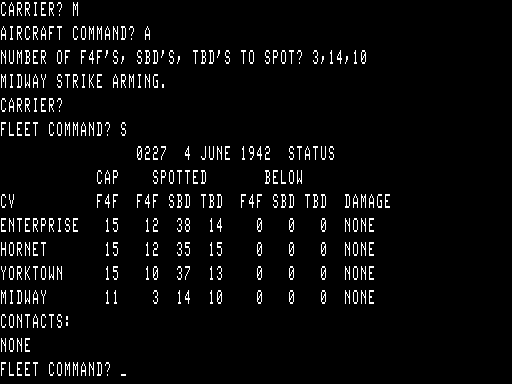 CARRIER? M
AIRCRAFT COMMAND? A
NUMBER OF F4F'S, SBD'S, TBD'S TO SPOT? 3,14,10
MIDWAY STRIKE ARMING.
CARRIER?
FLEET COMMAND? S
0227  4 JUNE 1942  STATUS
CAP    SPOTTED       BELOW
CV          F4F  F4F SBD TBD  F4F SBD TBD  DAMAGE
ENTERPRISE   15   12  38  14    0   0   0  NONE
HORNET       15   12  35  15    0   0   0  NONE
YORKTOWN     15   10  37  13    0   0   0  NONE
MIDWAY       11    3  14  10    0   0   0  NONE
CONTACTS:
NONE
FLEET COMMAND? _